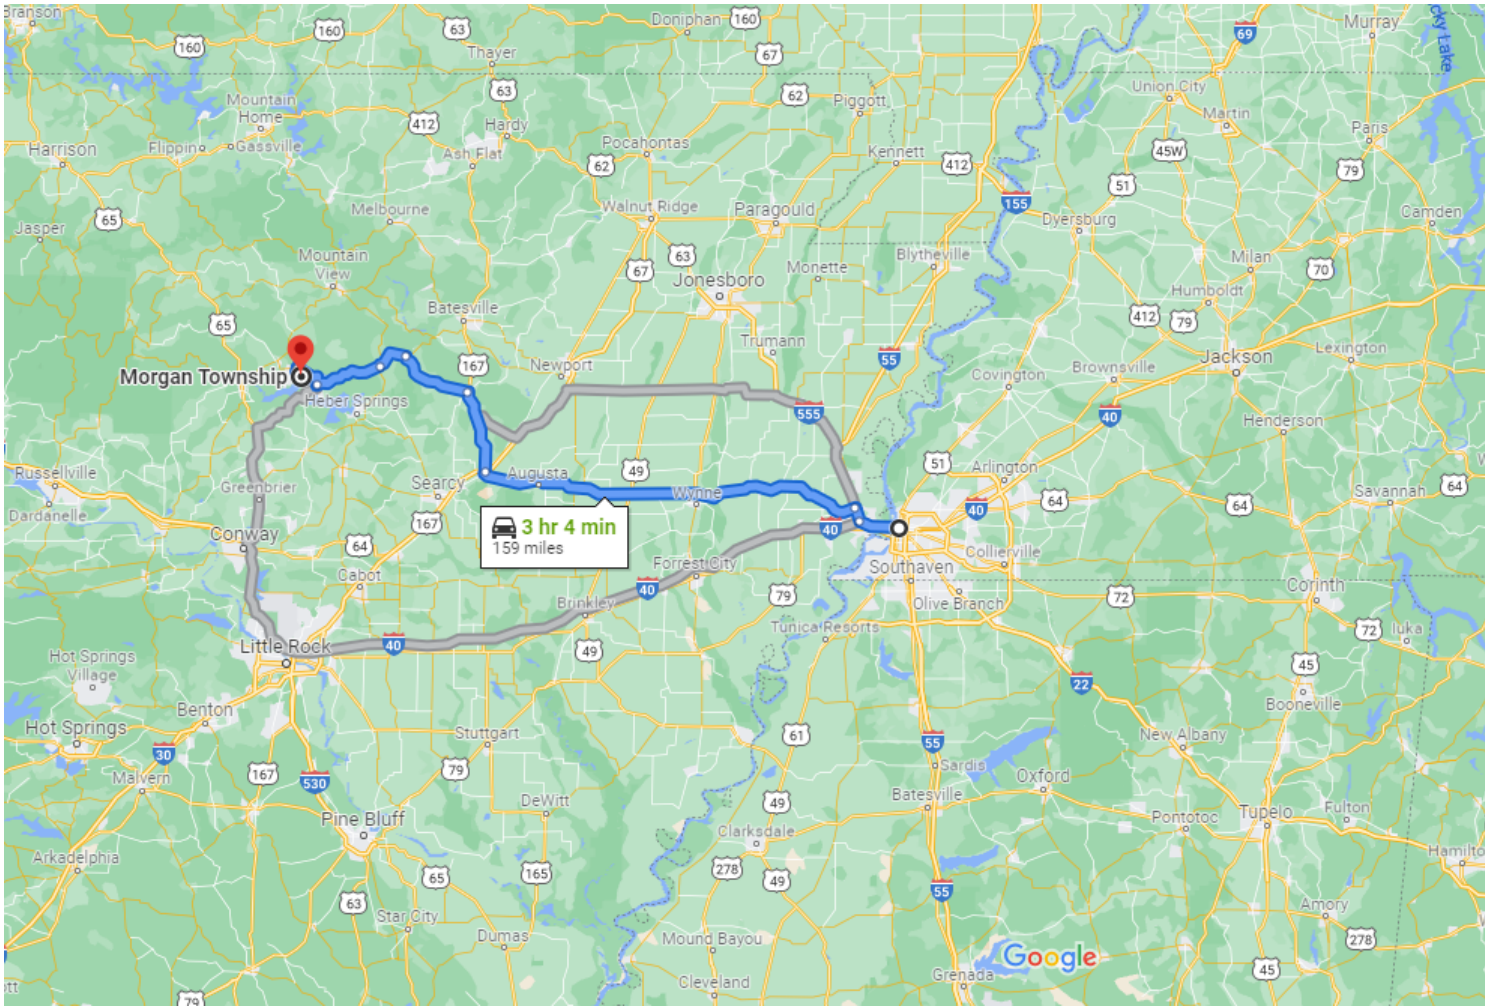 Branson
160
160
63
Doniphan
160
Murray
69
cky Lake
Thayer
67
Union City
Mountain
Home
63
62
Piggott
Martin
Harrison
Flippin
Gassville
412
Hardy
Pocahontas
Paris
Ash Flat
62
Kennett
412
45W
79
51
155
Melbourne
Walnut Ridge
Paragould
Dyersburg
Camden
65
Jasper
Mountain
View
67
63
Monette
Blytheville
Milan
70
Jonesboro
Humboldt
Batesville
412
79
65
Trumann
55
Jackson
Lexington
167
Newport
Covington
Brownsville
Morgan Township
Heber Springs
555
40
Henderson
Russellville
Greenbrier
Searcy
Augusta
49
51
Arlington
Dardanelle
Wynne
40
64
64
Savannah
64
167
3 hr 4 min
159 miles
40
Conway
64
Collierville
Cabot
Forrest City
Southaven
Corinth
40
79
Olive Branch
72
Brinkley
Tunica Resorts
72
Iuka
Little Rock
40
49
Hot Springs
Village
45
22
Benton
Booneville
Hot Springs
Stuttgart
61
55
New Albany
30
Sardis
Malvern
167
530
79
Oxford
DeWitt
49
Batesville
Tupelo
Fulton
Pine Bluff
Pontotoc
Clarksdale
Arkadelphia
Hamilto
65
165
278
49
55
63
Star City
Amory
Dumas
Mound Bayou
278
Google
ott
Cleveland
Grenada
45
79